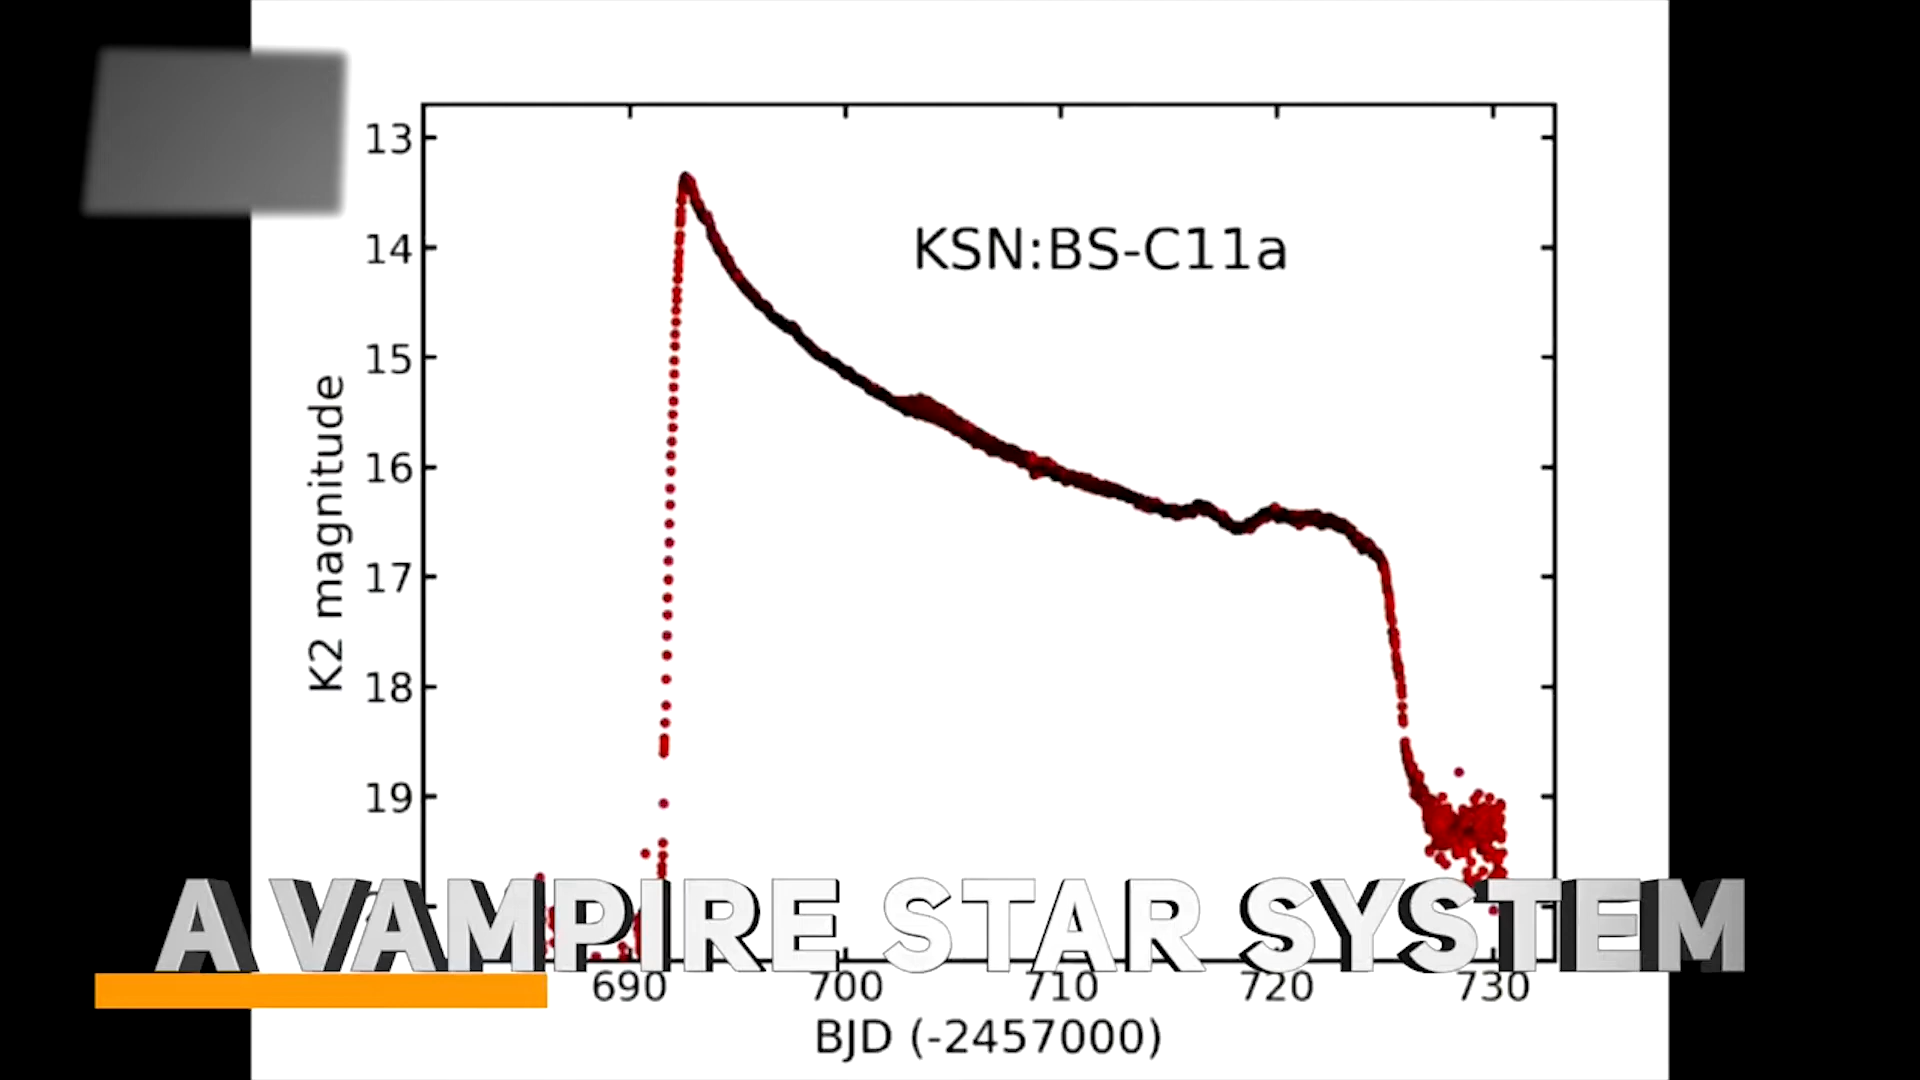 13
KSN:BS-C11a
14
15
K2 magnitude
16
17
18
19
A VAMPIRE STAR SYSTEM
690 700 710 720 730
BJD (-2457000)